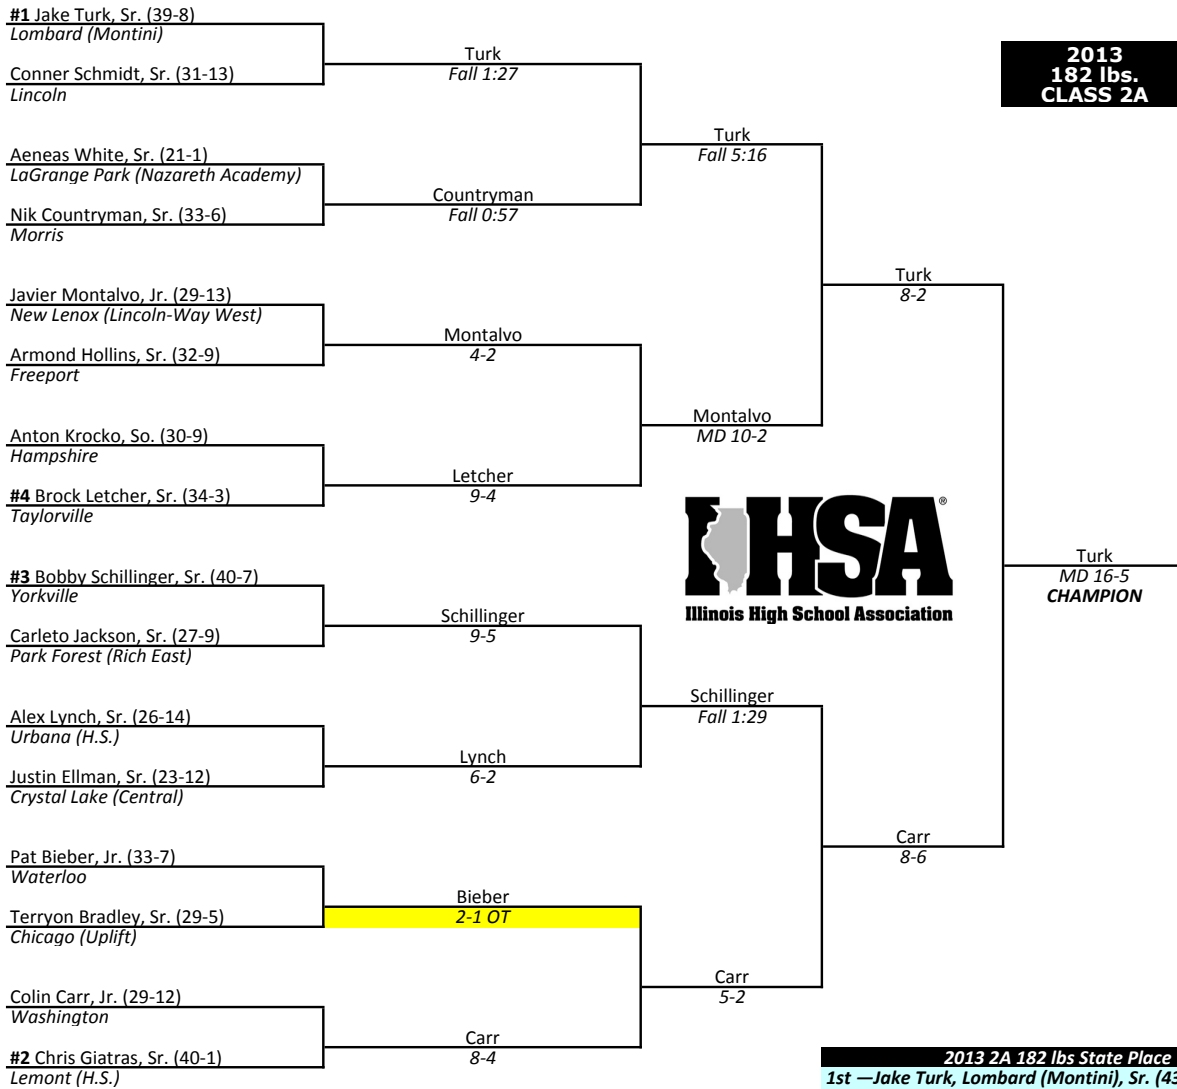 #1 Jake Turk, Sr. (39-8)
Lombard (Montini)
Conner Schmidt, Sr. (31-13)
Lincoln
Aeneas White, Sr. (21-1)
LaGrange Park (Nazareth Academy)
Nik Countryman, Sr. (33-6)
Morris
Javier Montalvo, Jr. (29-13)
New Lenox (Lincoln-Way West)
Armond Hollins, Sr. (32-9)
Freeport
Anton Krocko, So. (30-9)
Hampshire
#4 Brock Letcher, Sr. (34-3)
Taylorville
#3 Bobby Schillinger, Sr. (40-7)
Yorkville
Carleto Jackson, Sr. (27-9)
Park Forest (Rich East)
Alex Lynch, Sr. (26-14)
Urbana (H.S.)
Justin Ellman, Sr. (23-12)
Crystal Lake (Central)
Pat Bieber, Jr. (33-7)
Waterloo
Terryon Bradley, Sr. (29-5)
Chicago (Uplift)
Colin Carr, Jr. (29-12)
Washington
#2 Chris Giatras, Sr. (40-1)
Lemont (H.S.)
Turk
Fall 1:27
Countryman
Fall 0:57
Montalvo
4-2
Letcher
9-4
Schillinger
9-5
Lynch
6-2
Bieber
2-1 OT
Carr
8-4
Turk
Fall 5:16
Montalvo
MD 10-2
Schillinger
Fall 1:29
Carr
5-2
Turk
8-2
Carr
8-6
Turk
MD 16-5
CHAMPION
2013
182 lbs.
CLASS 2A
IHSA®
Illinois High School Association
2013 2A 182 lbs State Place
1st —Jake Turk, Lombard (Montini), Sr. (43